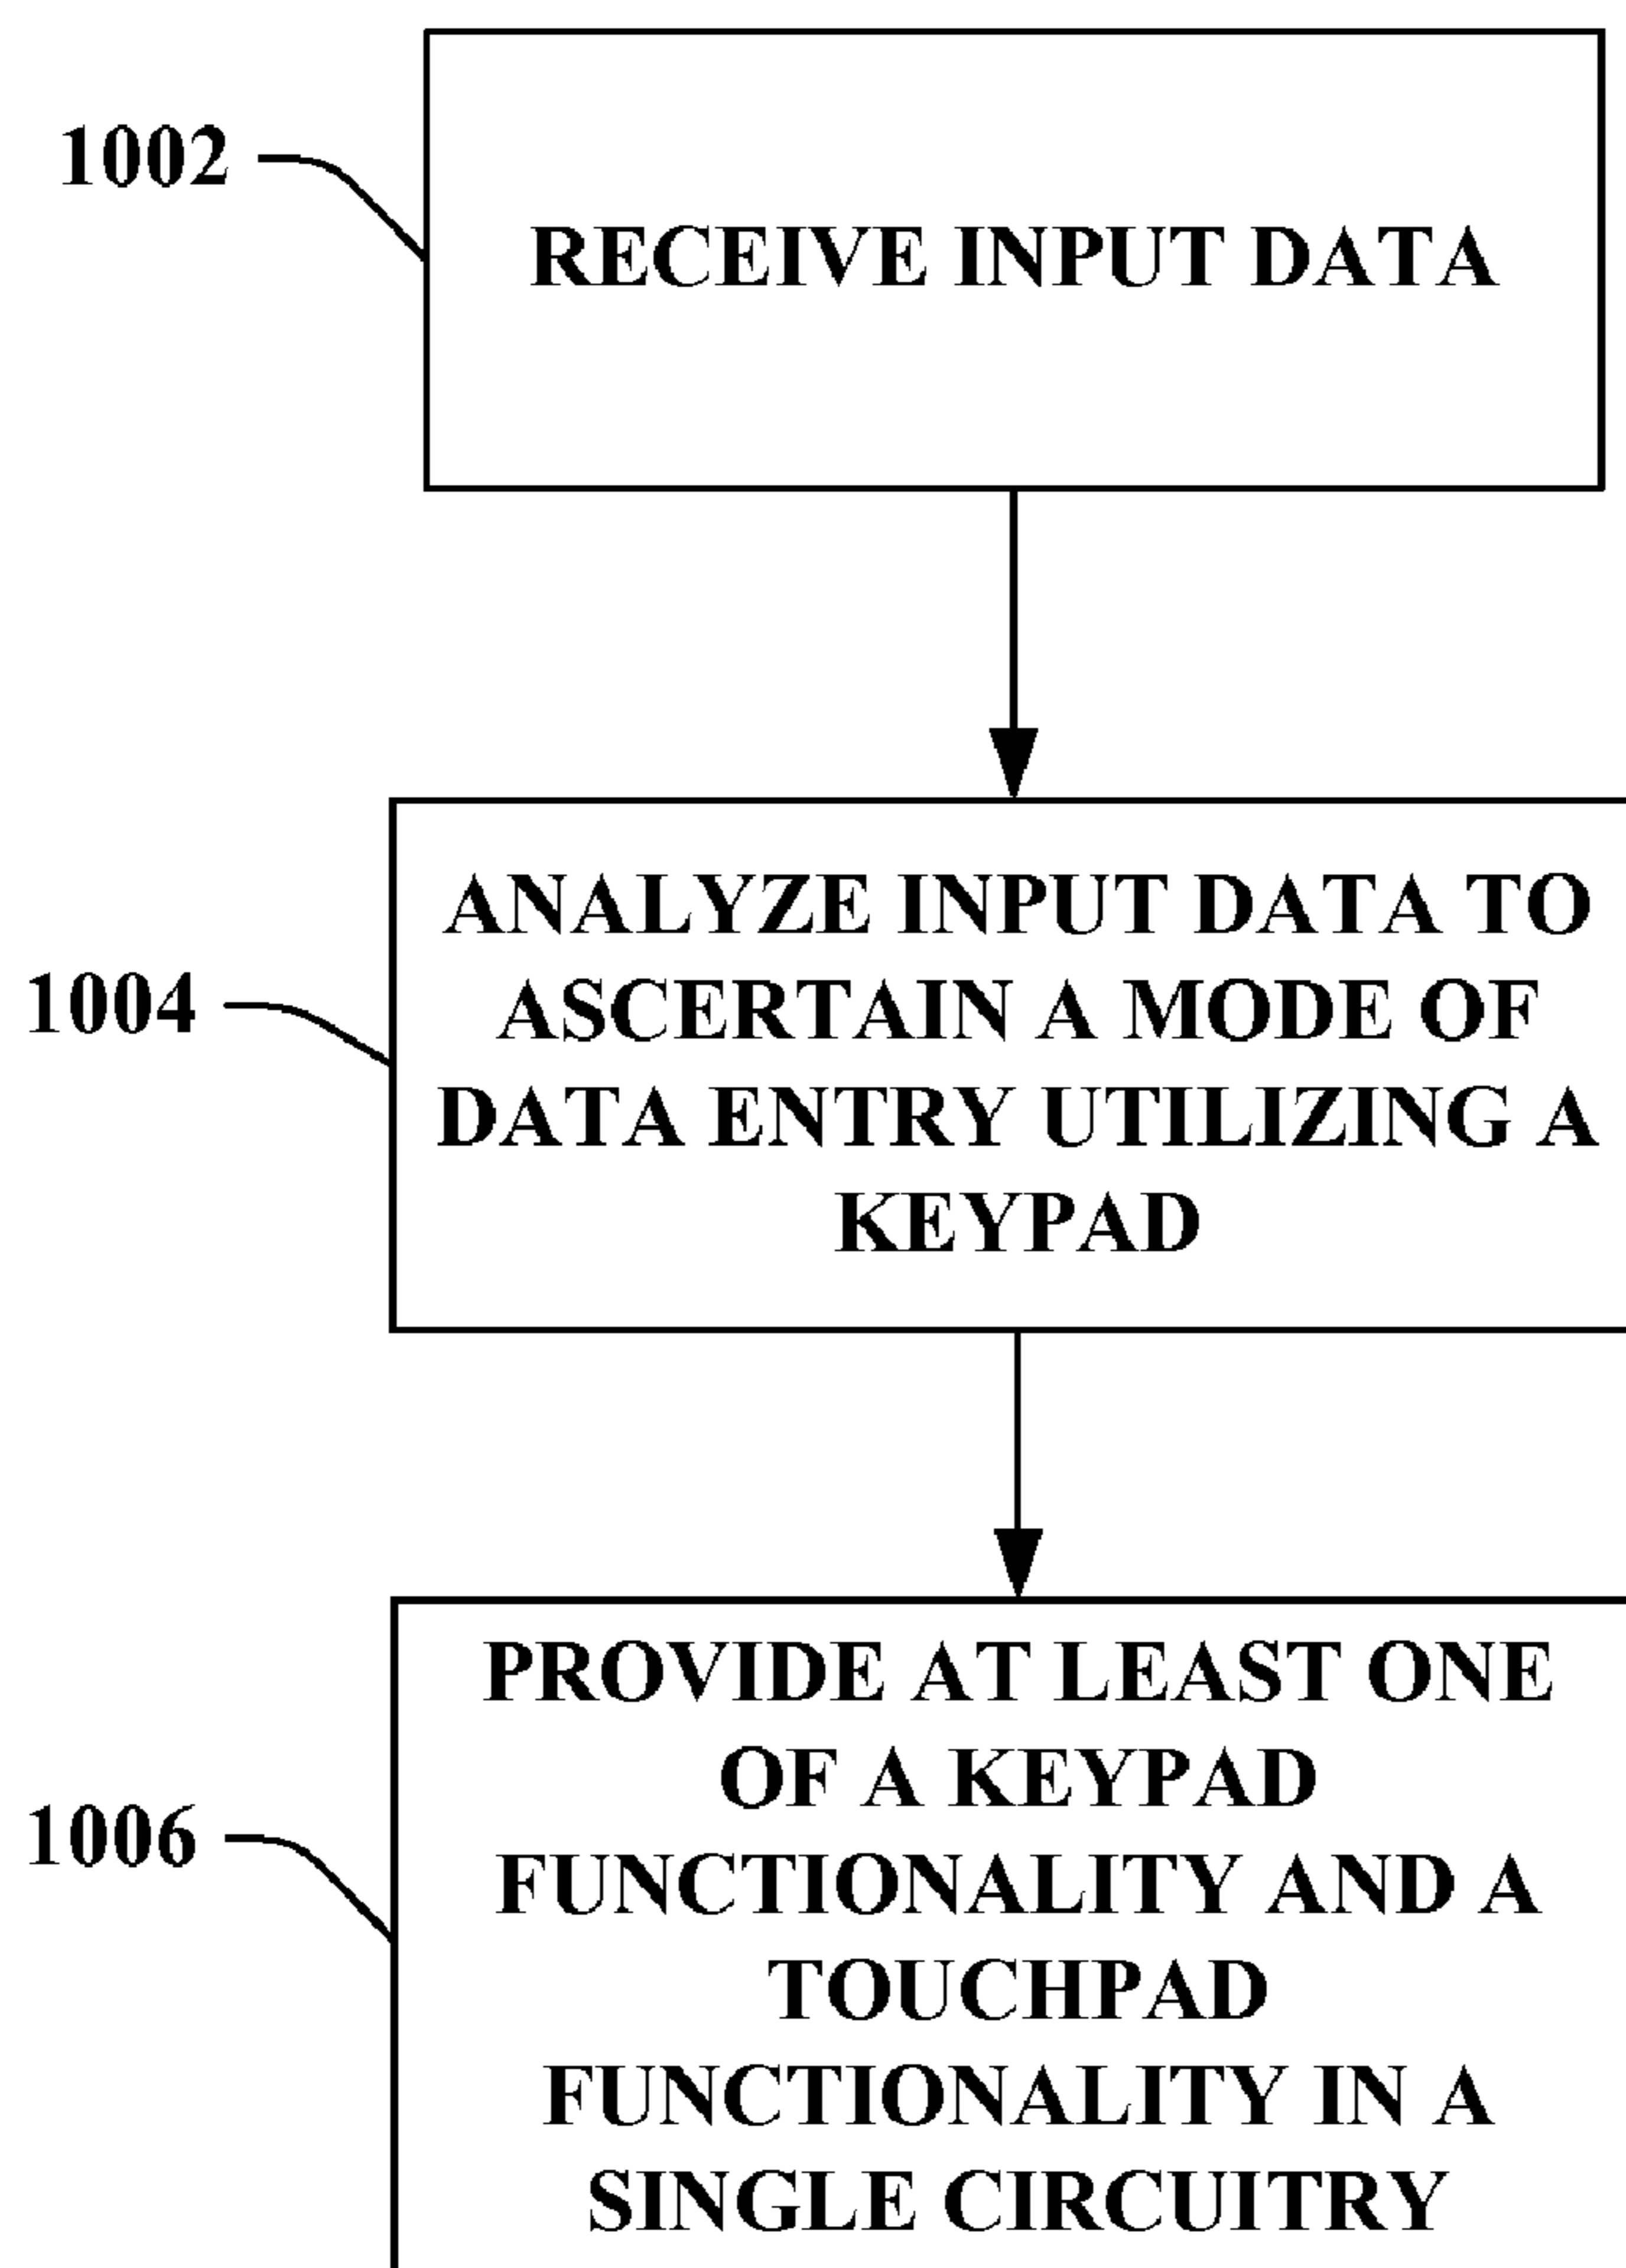 1002
RECEIVE INPUT DATA
1004
ANALYZE INPUT DATA TO
ASCERTAIN A MODE OF
DATA ENTRY UTILIZING A
KEYPAD
1006
PROVIDE AT LEAST ONE
OF A KEYPAD
FUNCTIONALITY AND A
TOUCHPAD
FUNCTIONALITY IN A
SINGLE CIRCUITRY